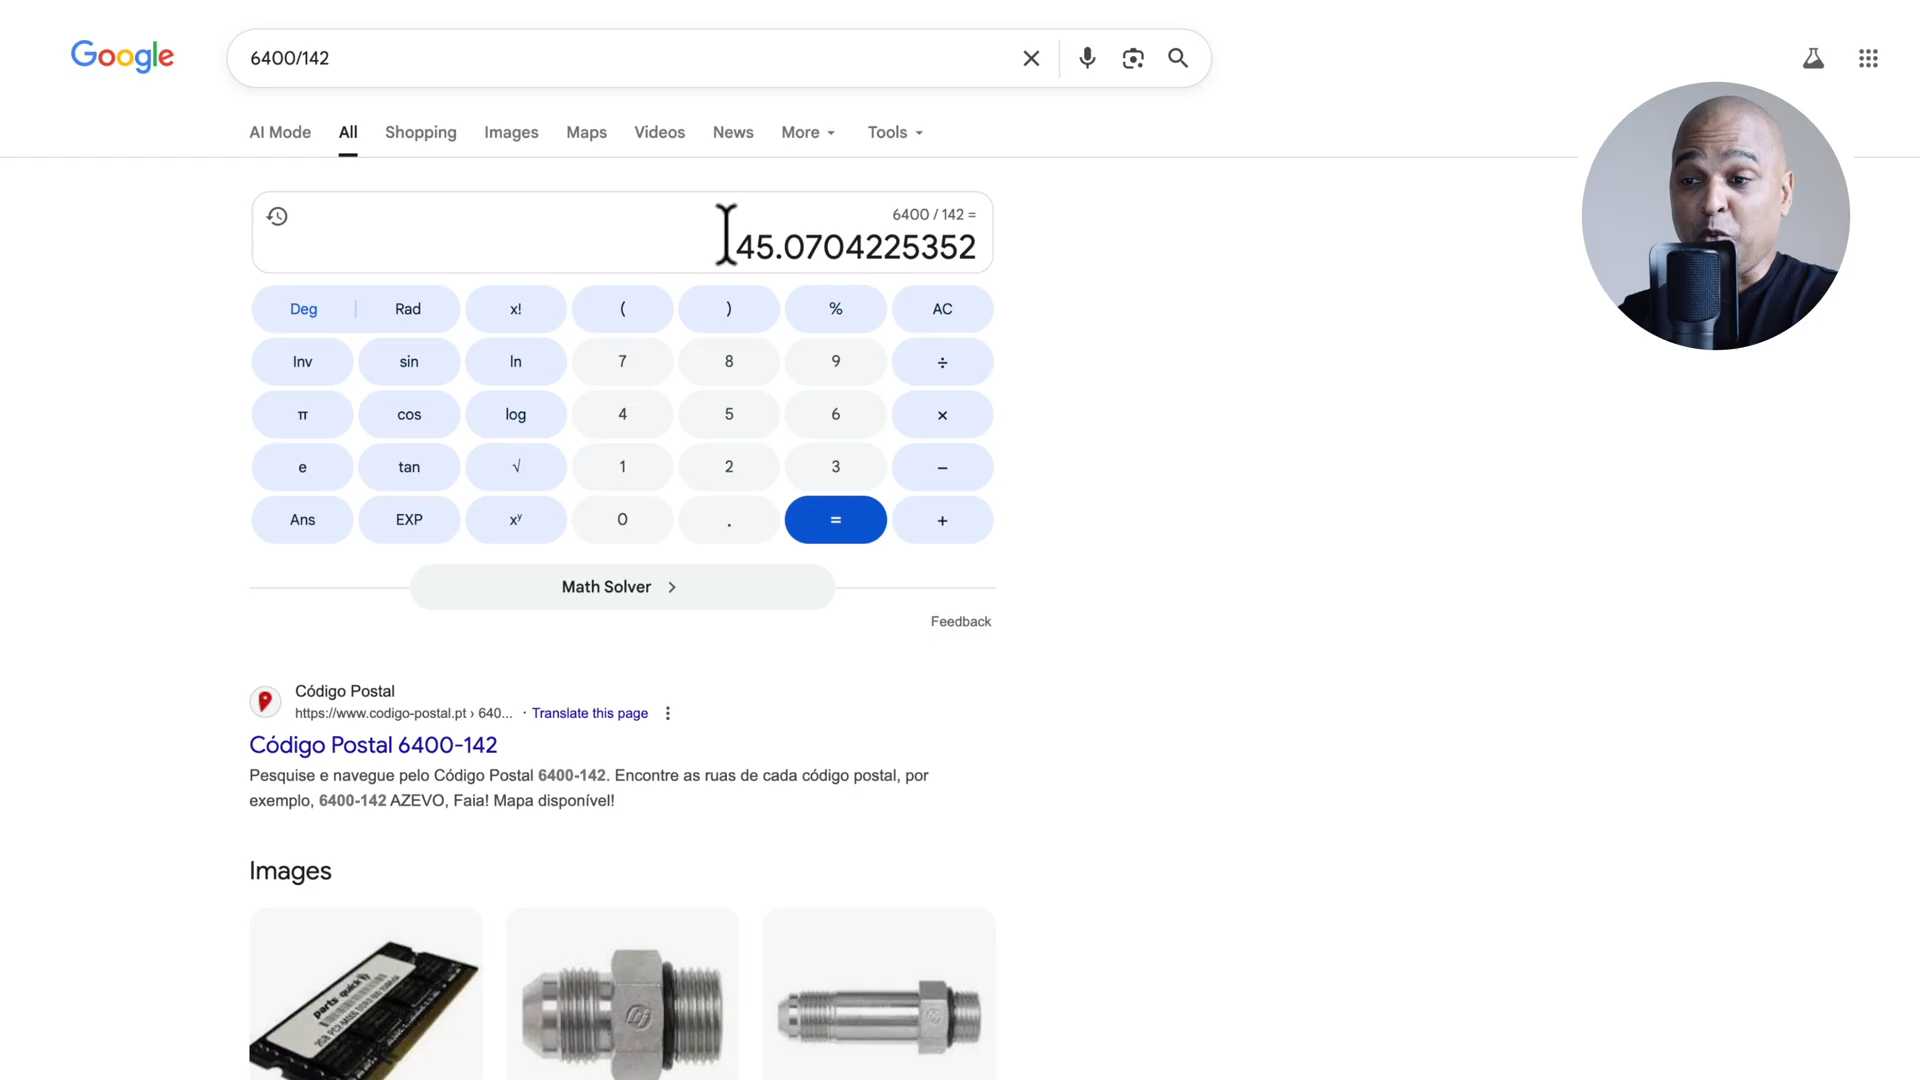 Google
6400/142
AI Mode All Shopping Images Maps Videos News More Tools
6400 / 142 =
45.0704225352
Deg Rad x! ( ) % AC
Inv sin ln 7 8 9 ÷
π cos log 4 5 6 ×
e tan √ 1 2 3 −
Ans EXP xʸ 0 . = +
Math Solver
Feedback
Código Postal
https://www.codigo-postal.pt › 640... · Translate this page
Código Postal 6400-142
Pesquise e navegue pelo Código Postal 6400-142. Encontre as ruas de cada código postal, por
exemplo, 6400-142 AZEVO, Faia! Mapa disponível!
Images
parts-quick